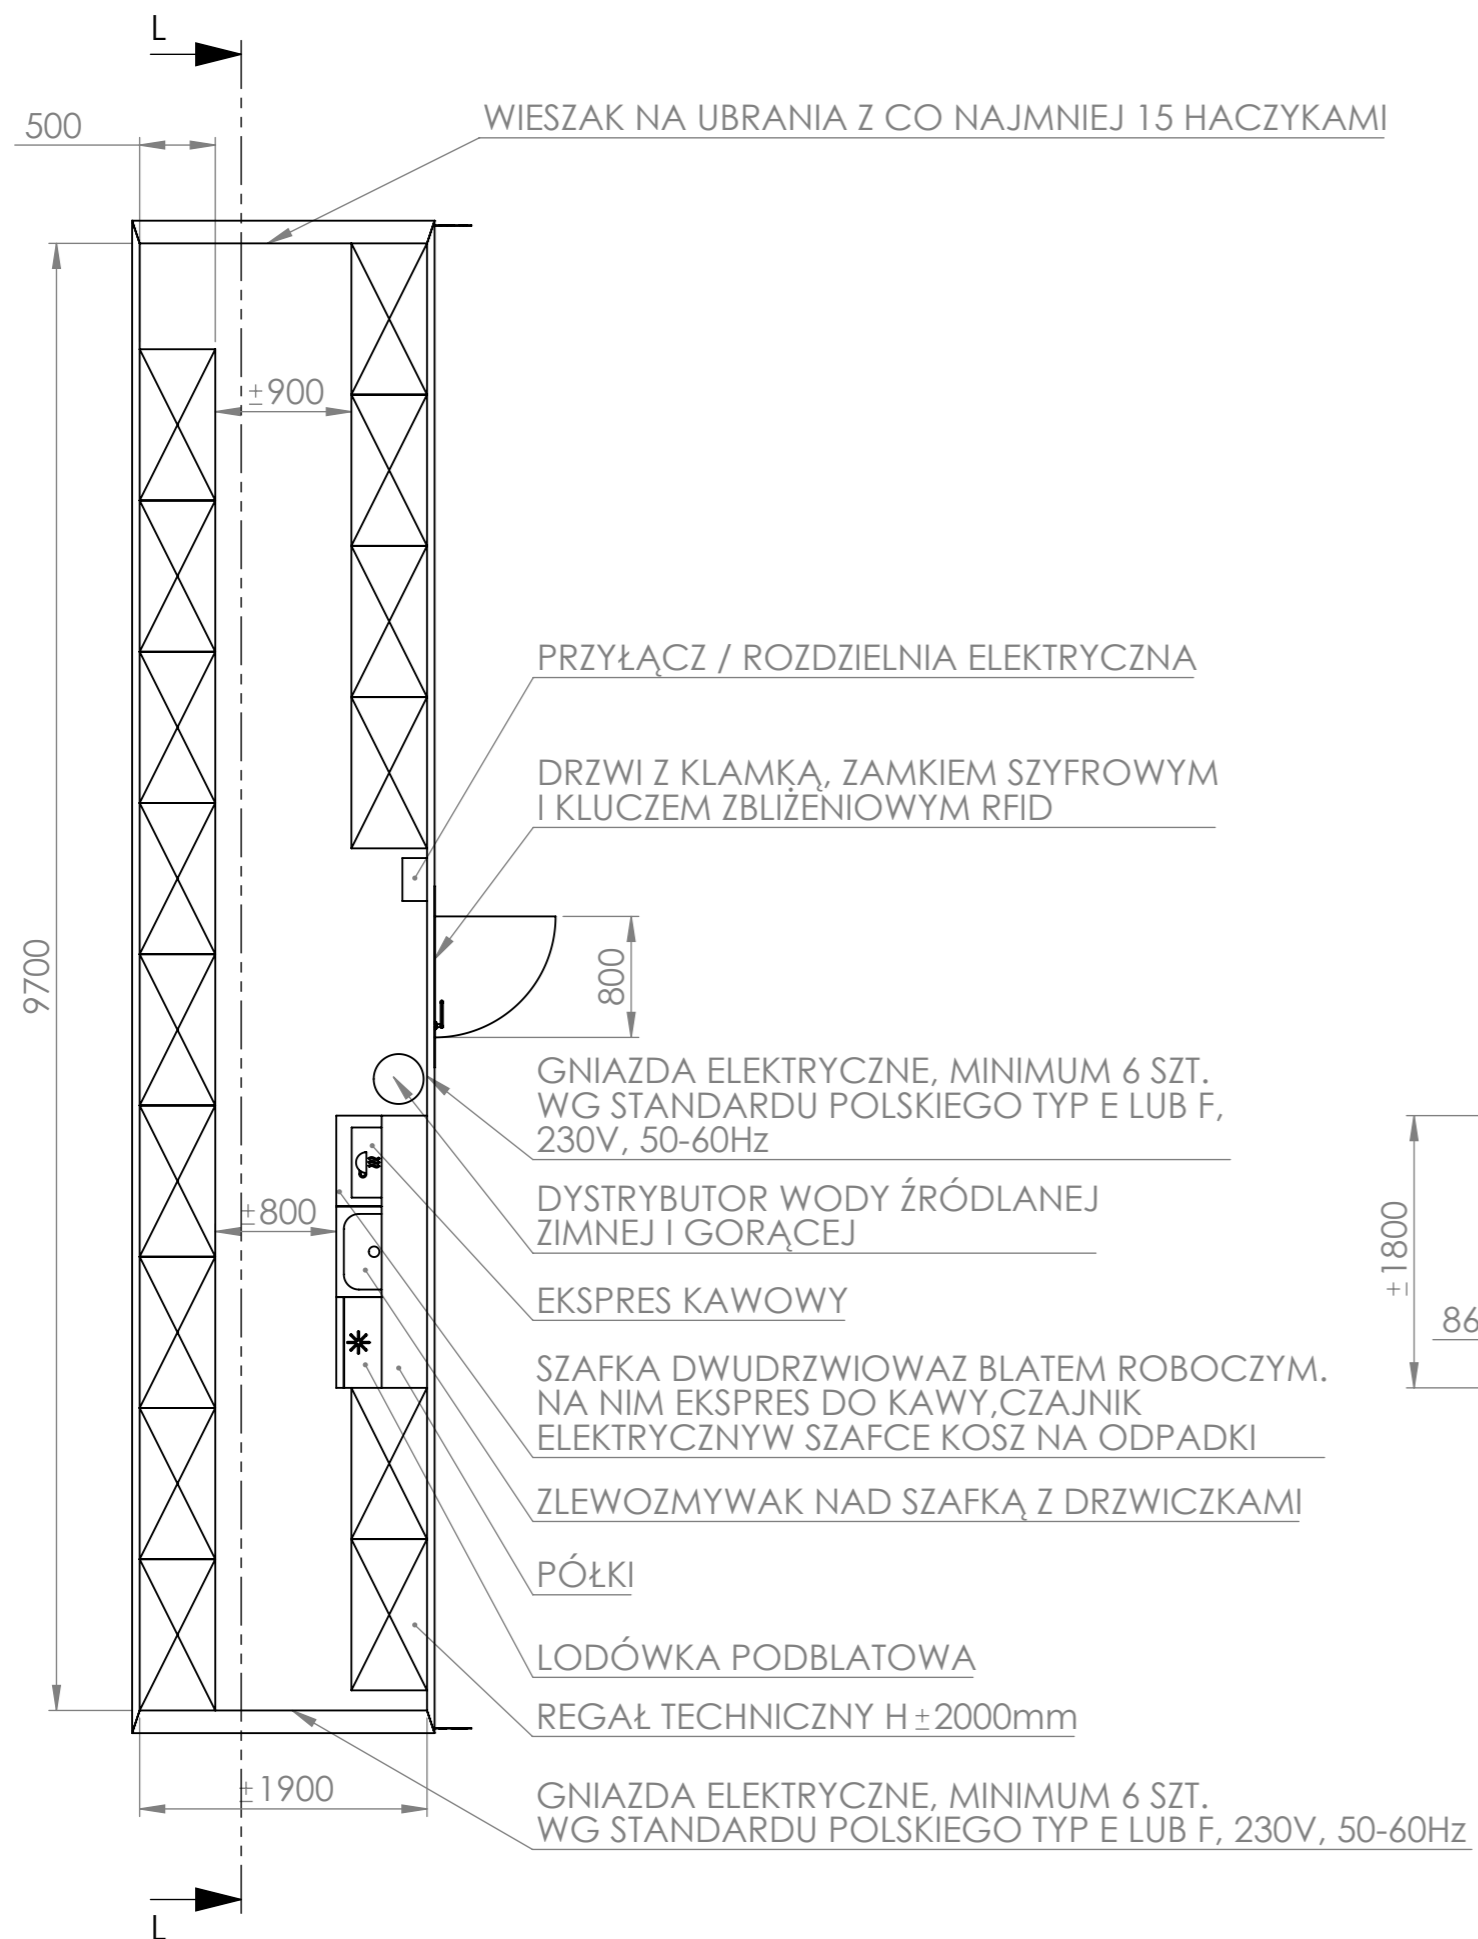 L
500
WIESZAK NA UBRANIA Z CO NAJMNIEJ 15 HACZYKAMI
±900
PRZYŁĄCZ / ROZDZIELNIA ELEKTRYCZNA
DRZWI Z KLAMKĄ, ZAMKIEM SZYFROWYM
I KLUCZEM ZBLIŻENIOWYM RFID
9700
800
GNIAZDA ELEKTRYCZNE, MINIMUM 6 SZT.
WG STANDARDU POLSKIEGO TYP E LUB F,
230V, 50-60Hz
DYSTRYBUTOR WODY ŹRÓDLANEJ
ZIMNEJ I GORĄCEJ
±800
±1800
EKSPRES KAWOWY
86
SZAFKA DWUDRZWIOWAZ BLATEM ROBOCZYM.
NA NIM EKSPRES DO KAWY,CZAJNIK
ELEKTRYCZNYW SZAFCE KOSZ NA ODPADKI
ZLEWOZMYWAK NAD SZAFKĄ Z DRZWICZKAMI
PÓŁKI
LODÓWKA PODBLATOWA
REGAŁ TECHNICZNY H±2000mm
±1900
GNIAZDA ELEKTRYCZNE, MINIMUM 6 SZT.
WG STANDARDU POLSKIEGO TYP E LUB F, 230V, 50-60Hz
L